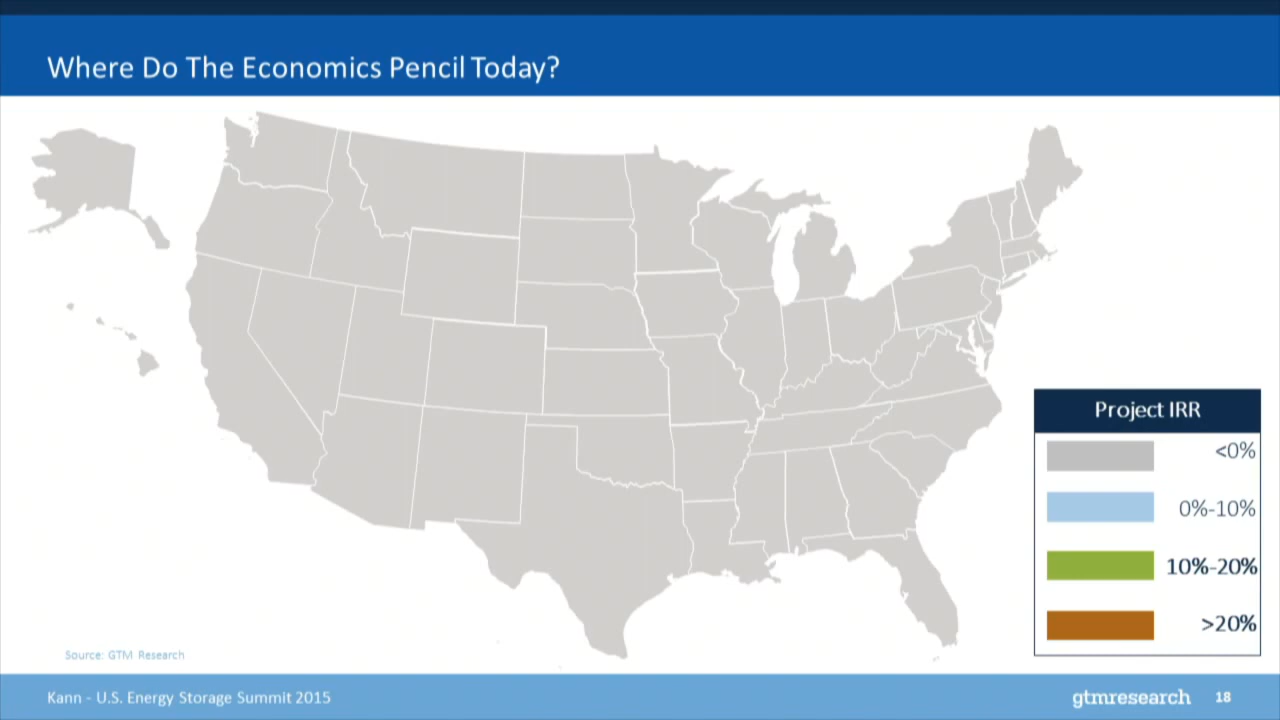 Where Do The Economics Pencil Today?
Project IRR
<0%
0%-10%
10%-20%
>20%
Source: GTM Research
Kann - U.S. Energy Storage Summit 2015
gtmresearch 18